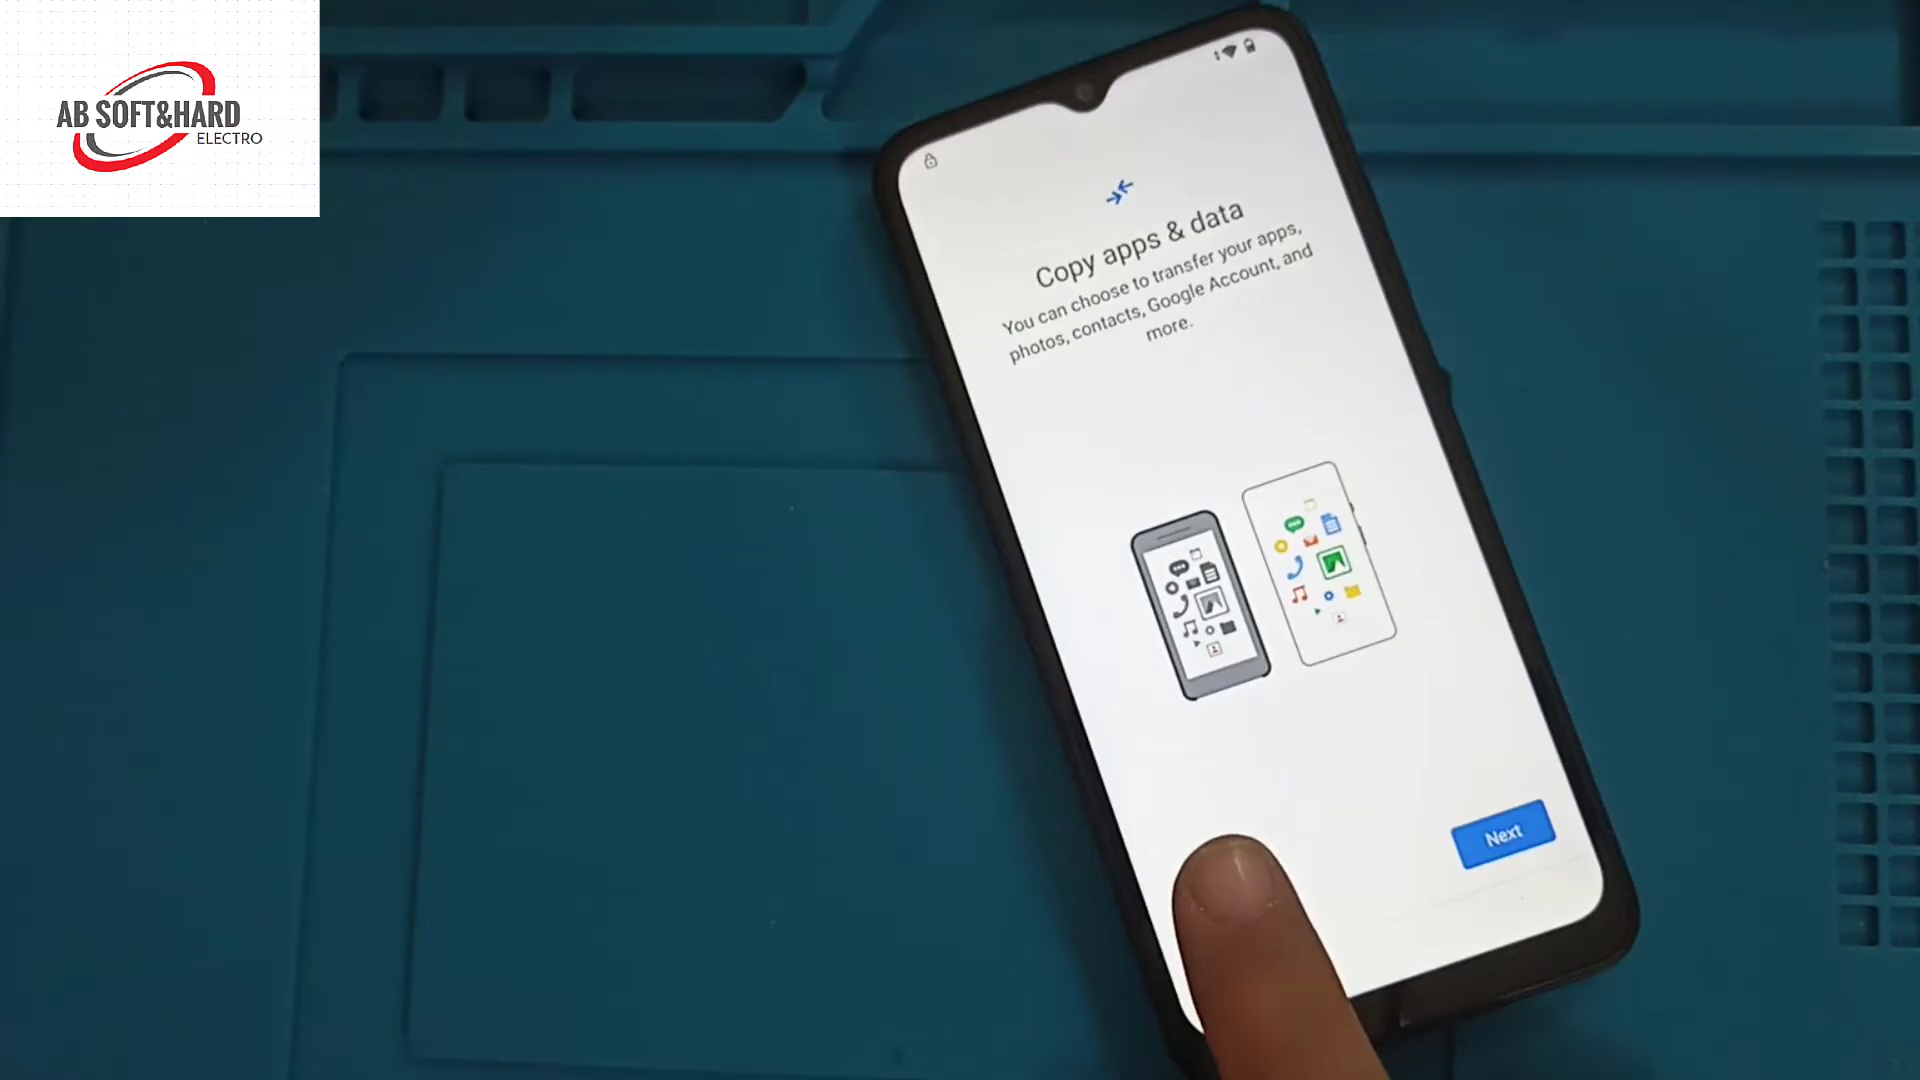 AB SOFT&HARD
ELECTRO
Copy apps & data
You can choose to transfer your apps,
photos, contacts, Google Account, and
more.
Next